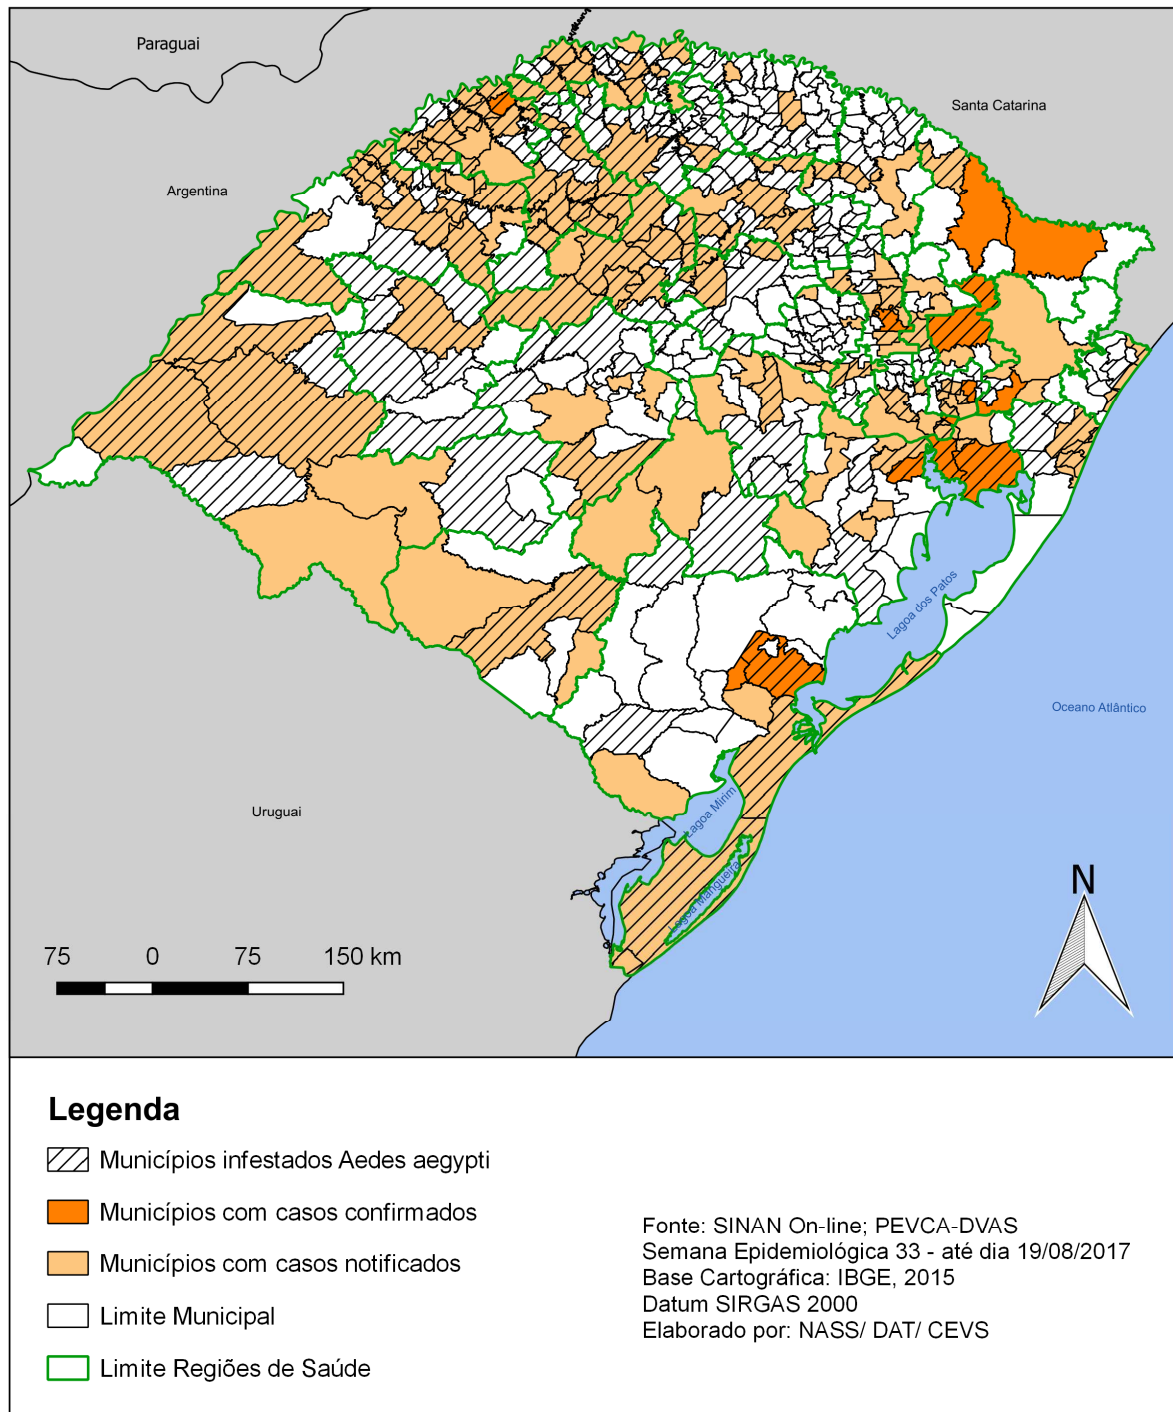 Paraguai
Santa Catarina
Argentina
Lagoa dos Patos
Oceano Atlântico
Uruguai
Lagoa Mirim
Lagoa Mangueira
N
75 0 75 150 km
Legenda
Municípios infestados Aedes aegypti
Municípios com casos confirmados
Municípios com casos notificados
Limite Municipal
Limite Regiões de Saúde
Fonte: SINAN On-line; PEVCA-DVAS
Semana Epidemiológica 33 - até dia 19/08/2017
Base Cartográfica: IBGE, 2015
Datum SIRGAS 2000
Elaborado por: NASS/ DAT/ CEVS